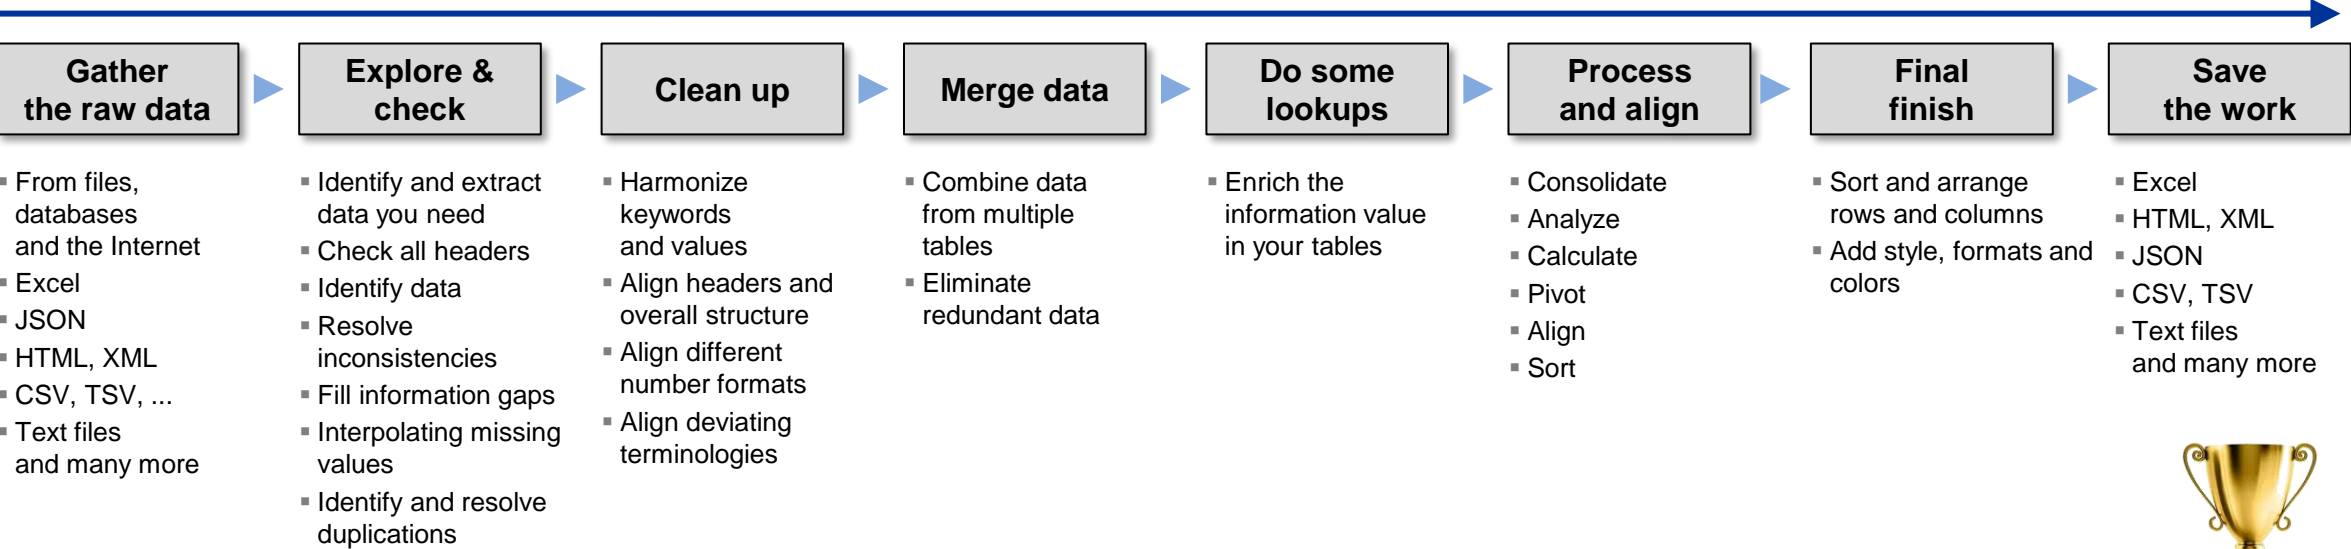 Gather
the raw data
Explore &
check
Clean up
Merge data
Do some
lookups
Process
and align
Final
finish
Save
the work
From files,
databases
and the Internet
Excel
JSON
HTML, XML
CSV, TSV, ...
Text files
and many more
Identify and extract
data you need
Check all headers
Identify data
Resolve
inconsistencies
Fill information gaps
Interpolating missing
values
Identify and resolve
duplications
Harmonize
keywords
and values
Align headers and
overall structure
Align different
number formats
Align deviating
terminologies
Combine data
from multiple
tables
Eliminate
redundant data
Enrich the
information value
in your tables
Consolidate
Analyze
Calculate
Pivot
Align
Sort
Sort and arrange
rows and columns
Add style, formats and
colors
Excel
HTML, XML
JSON
CSV, TSV
Text files
and many more